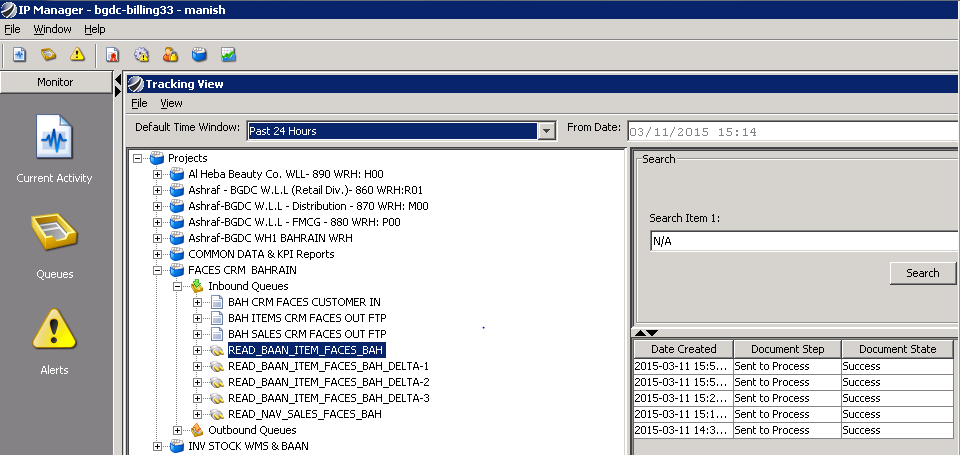 IP Manager - bgdc-billing33 - manish
File Window Help
Monitor
Current Activity
Queues
Alerts
Tracking View
File View
Default Time Window: Past 24 Hours From Date: 03/11/2015 15:14
Projects
Al Heba Beauty Co. WLL- 890 WRH: H00
Ashraf - BGDC W.L.L (Retail Div.)- 860 WRH:R01
Ashraf-BGDC W.L.L - Distribution - 870 WRH: M00
Ashraf-BGDC W.L.L - FMCG - 880 WRH: P00
Ashraf-BGDC WH1 BAHRAIN WRH
COMMON DATA & KPI Reports
FACES CRM BAHRAIN
Inbound Queues
BAH CRM FACES CUSTOMER IN
BAH ITEMS CRM FACES OUT FTP
BAH SALES CRM FACES OUT FTP
READ_BAAN_ITEM_FACES_BAH
READ_BAAN_ITEM_FACES_BAH_DELTA-1
READ_BAAN_ITEM_FACES_BAH_DELTA-2
READ_BAAN_ITEM_FACES_BAH_DELTA-3
READ_NAV_SALES_FACES_BAH
Outbound Queues
INV STOCK WMS & BAAN
Search
Search Item 1:
N/A
Search
Date Created Document Step Document State
2015-03-11 15:5... Sent to Process Success
2015-03-11 15:5... Sent to Process Success
2015-03-11 15:2... Sent to Process Success
2015-03-11 15:1... Sent to Process Success
2015-03-11 14:3... Sent to Process Success